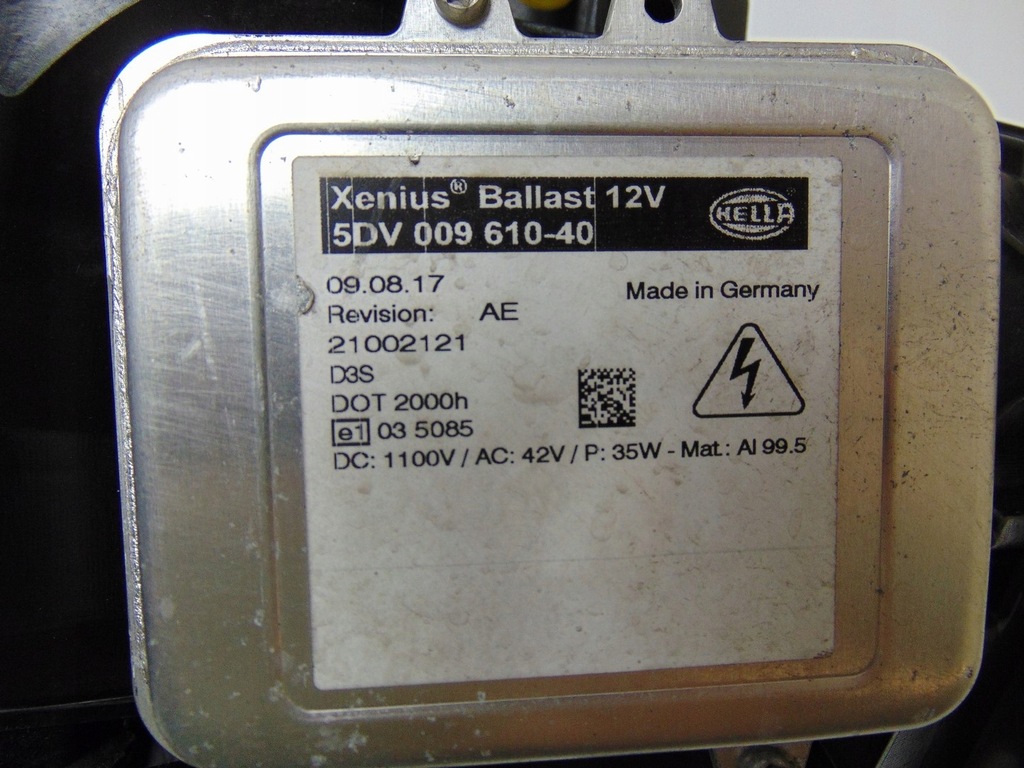 Xenius® Ballast 12V
5DV 009 610-40
HELLA
09.08.17
Made in Germany
Revision: AE
21002121
D3S
DOT 2000h
e1 03 5085
DC: 1100V / AC: 42V / P: 35W - Mat.: Al 99.5